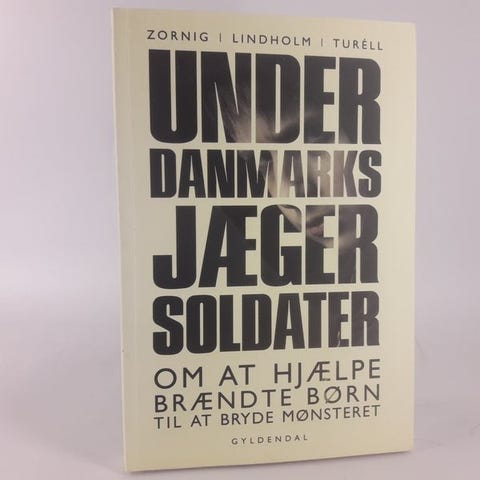 ZORNIG | LINDHOLM | TURÉLL
UNDER
DANMARKS
JÆGER
SOLDATER
OM AT HJÆLPE
BRÆNDTE BØRN
TIL AT BRYDE MØNSTERET
GYLDENDAL